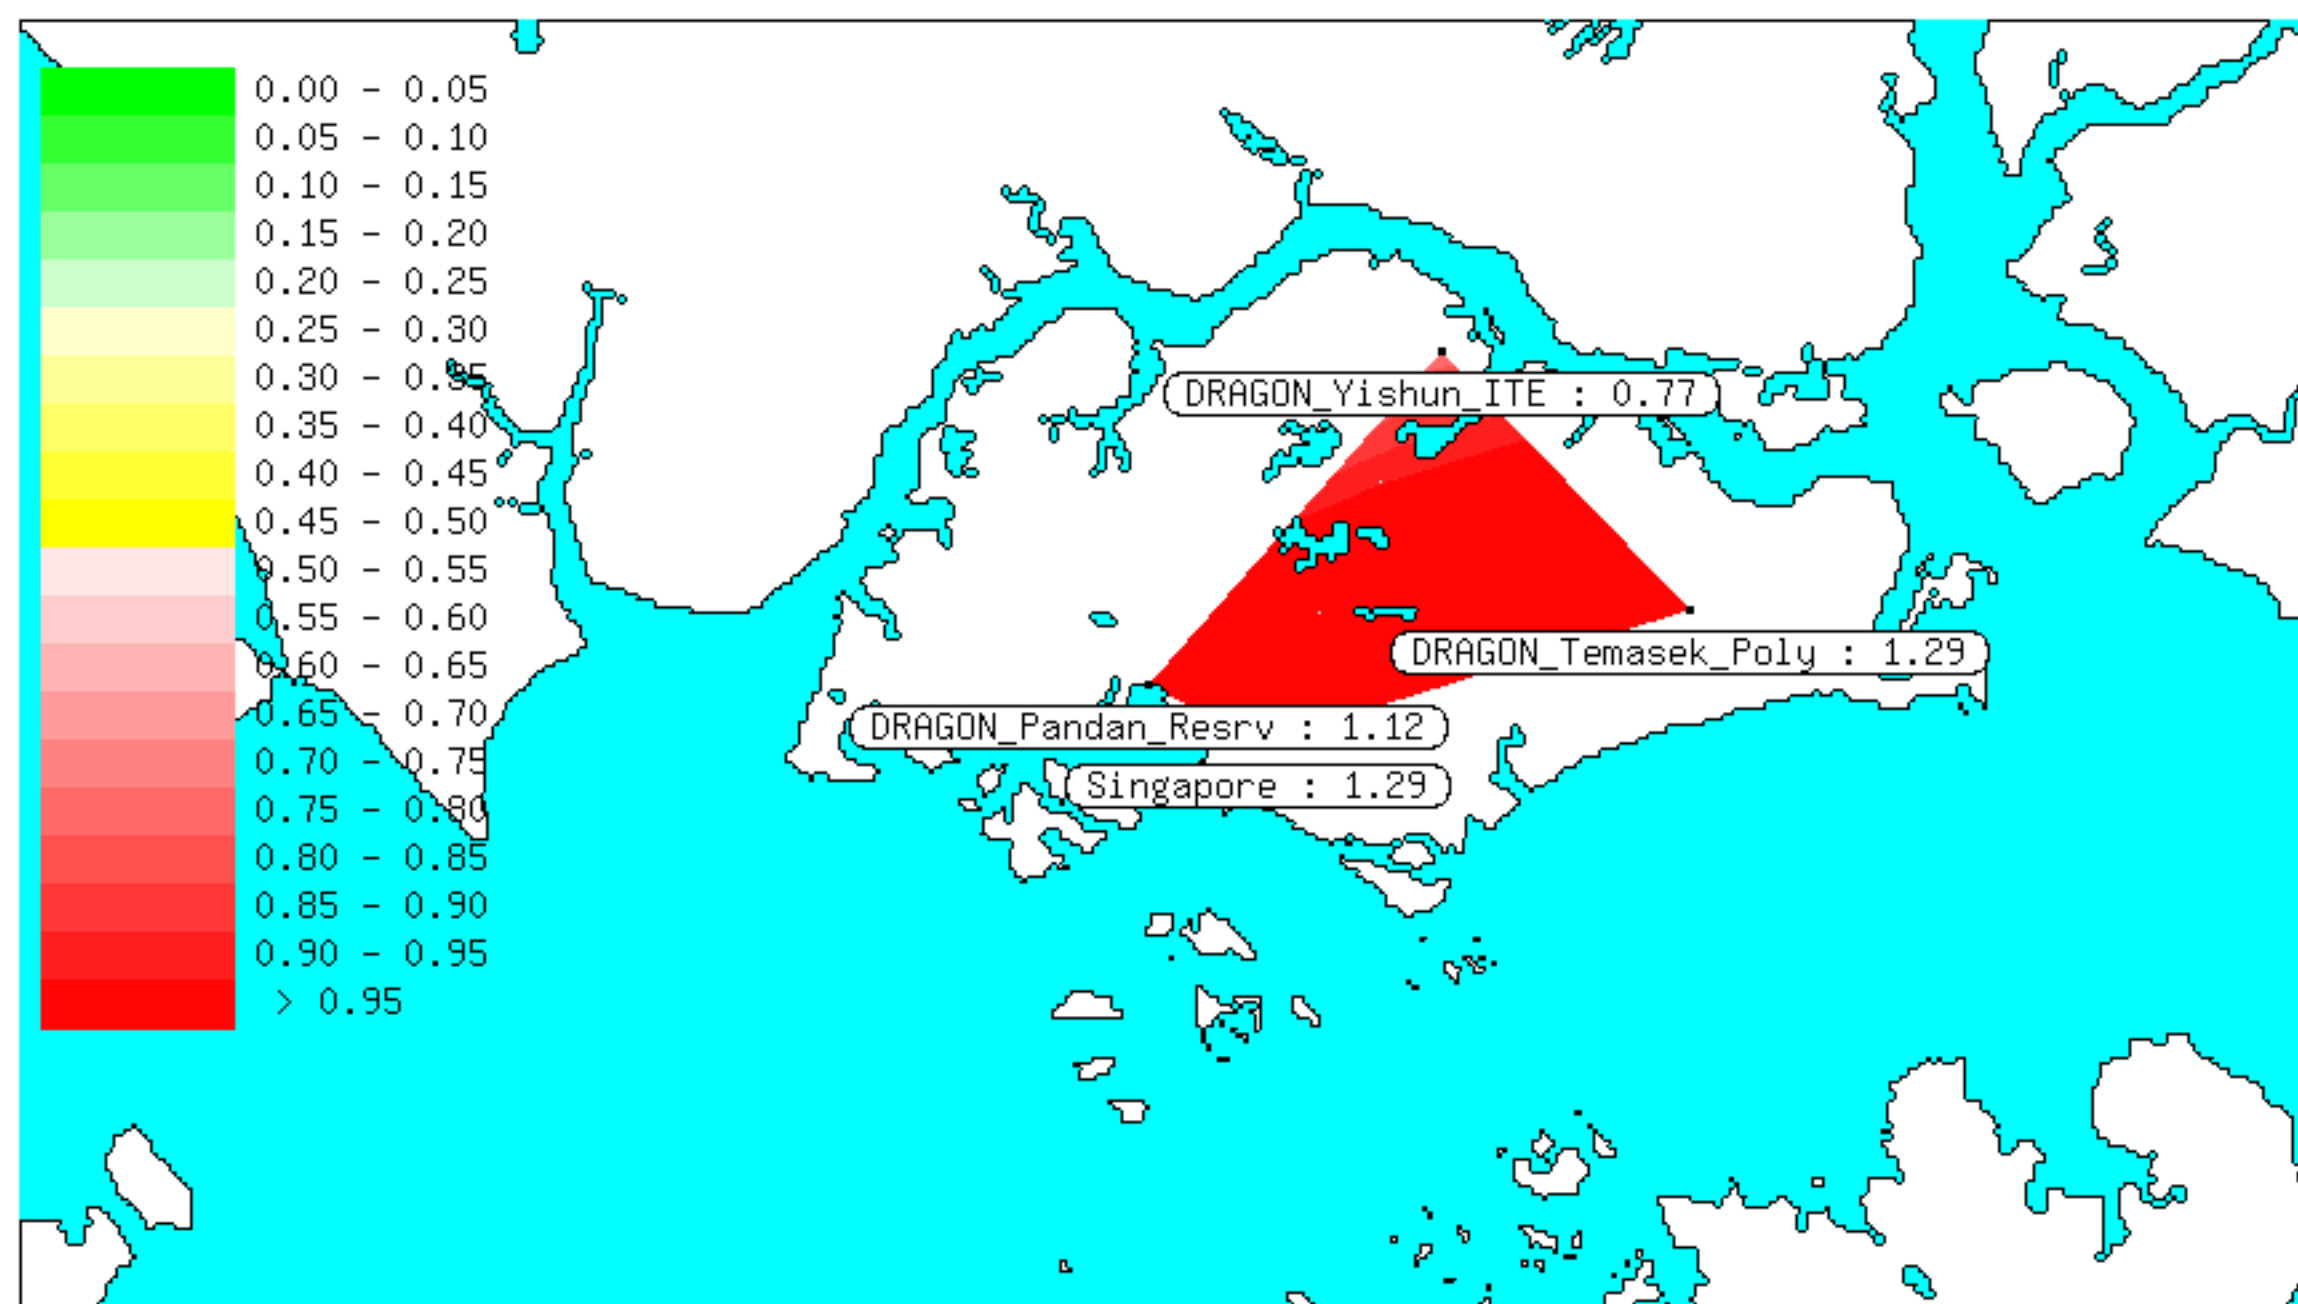 0.00 - 0.05
0.05 - 0.10
0.10 - 0.15
0.15 - 0.20
0.20 - 0.25
0.25 - 0.30
0.30 - 0.35
0.35 - 0.40
0.40 - 0.45
0.45 - 0.50
0.50 - 0.55
0.55 - 0.60
0.60 - 0.65
0.65 - 0.70
0.70 - 0.75
0.75 - 0.80
0.80 - 0.85
0.85 - 0.90
0.90 - 0.95
> 0.95
DRAGON_Yishun_ITE : 0.77
DRAGON_Temasek_Poly : 1.29
DRAGON_Pandan_Resrv : 1.12
Singapore : 1.29